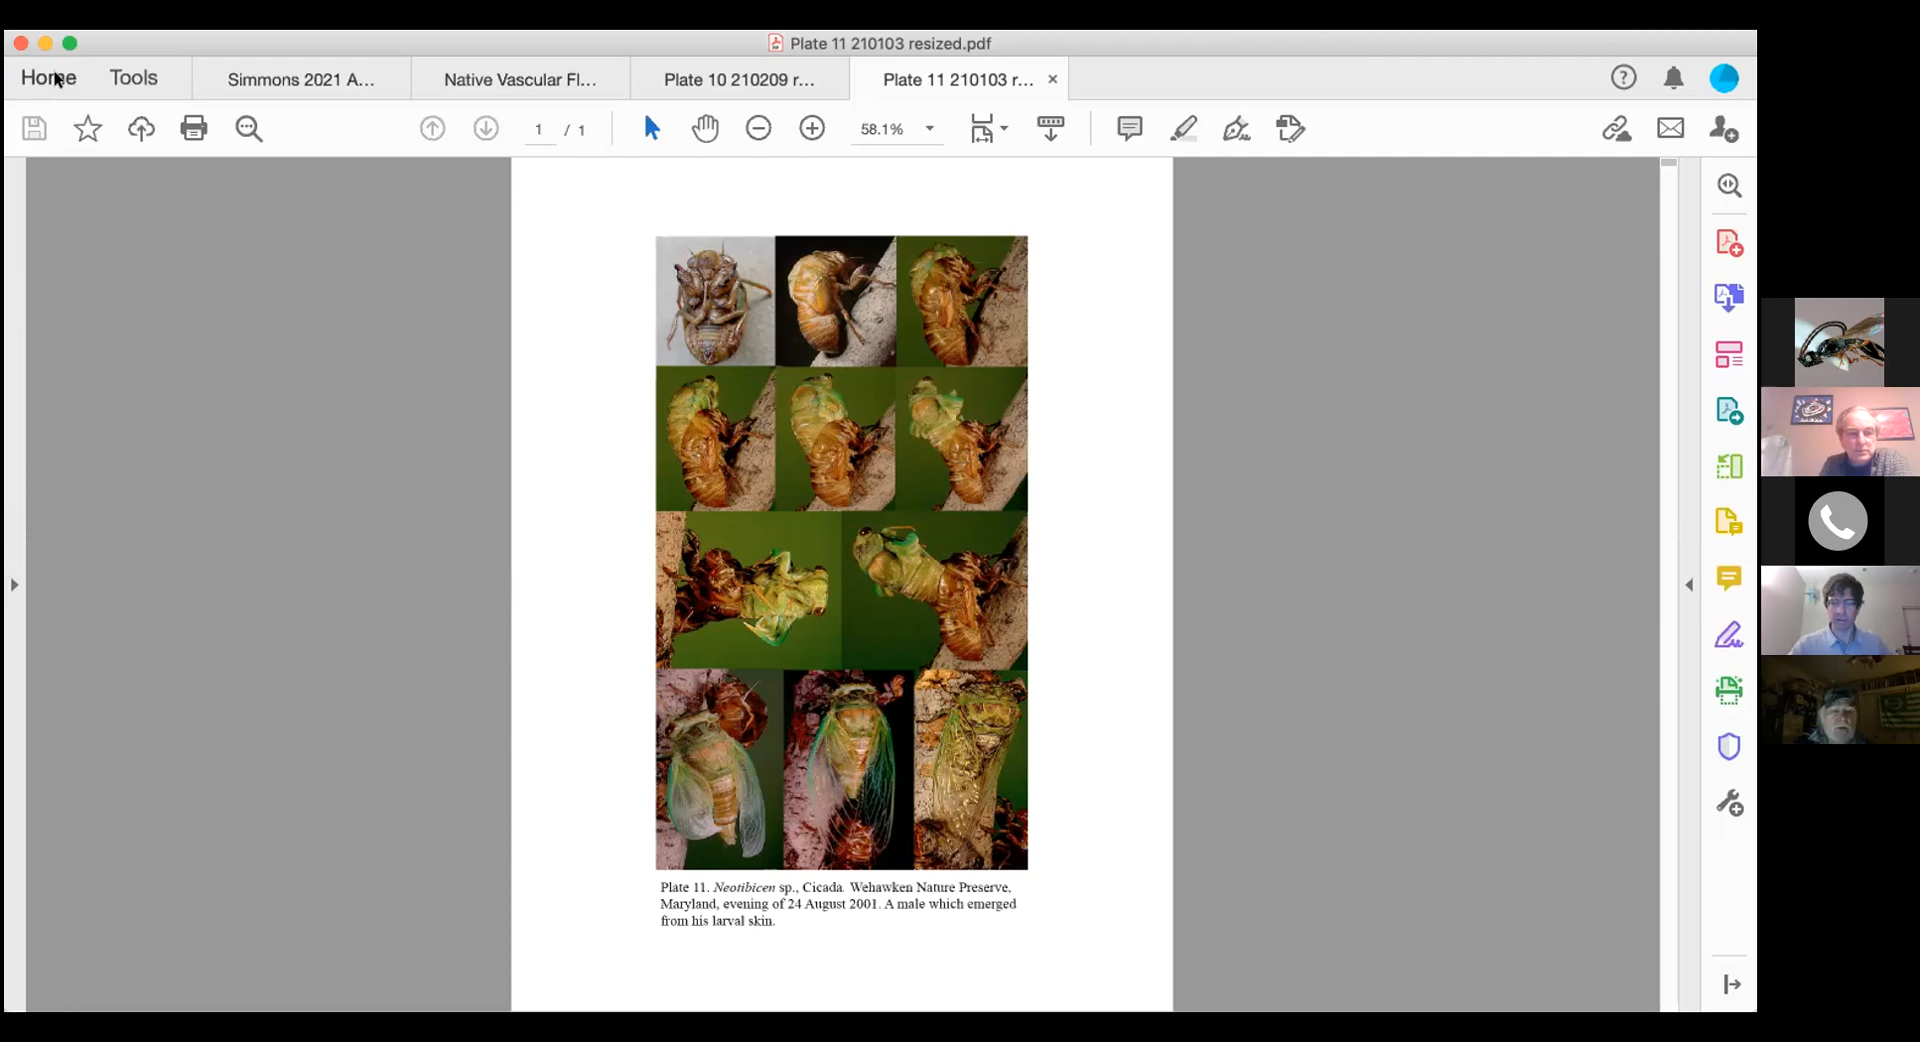 Plate 11 210103 resized.pdf
Home
Tools
Simmons 2021 A...
Native Vascular Fl...
Plate 10 210209 r...
Plate 11 210103 r...
1 / 1
58.1%
Plate 11. Neotibicen sp., Cicada. Wehawken Nature Preserve,
Maryland, evening of 24 August 2001. A male which emerged
from his larval skin.